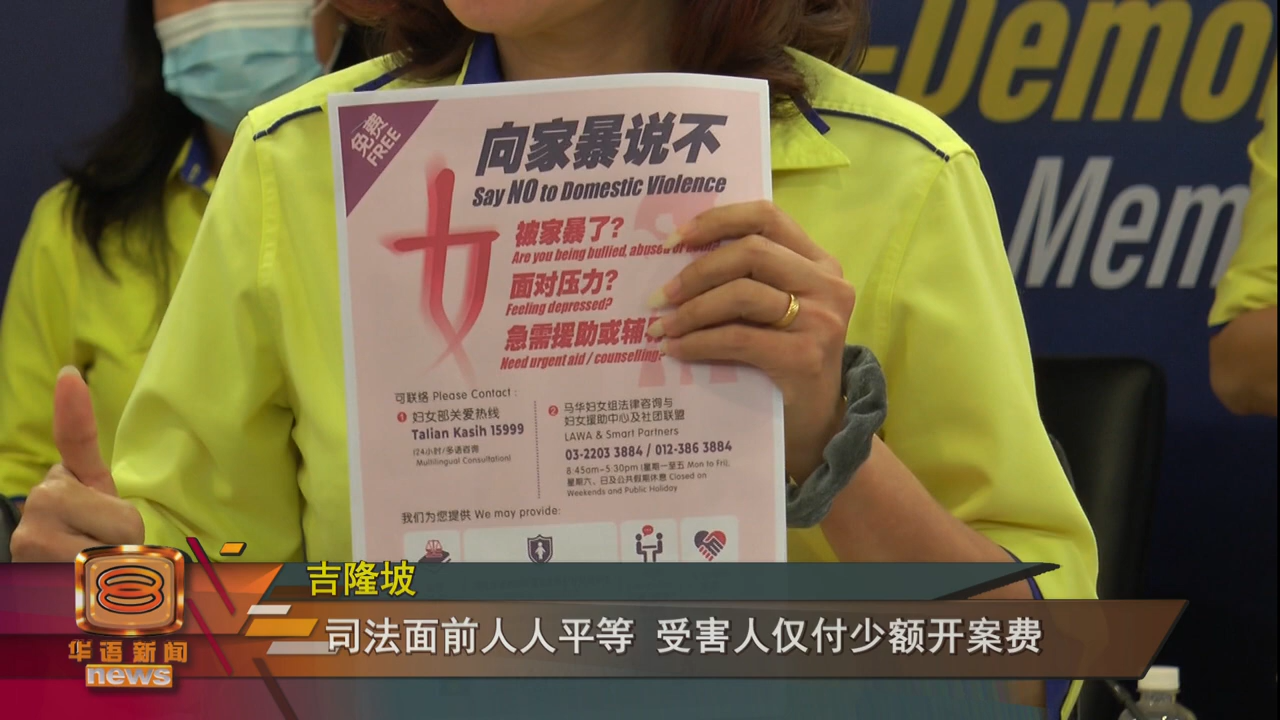 -Demo
Mem
免费
FREE
向家暴说不
Say NO to Domestic Violence
女
被家暴了?
Are you being bullied, abused or
面对压力?
Feeling depressed?
急需援助或辅
Need urgent aid / counselling?
可联络 Please Contact :
1 妇女部关爱热线
Talian Kasih 15999
(24小时/多语咨询
Multilingual Consultation)
2 马华妇女组法律咨询与
妇女援助中心及社团联盟
LAWA & Smart Partners
03-2203 3884 / 012-386 3884
8:45am-5:30pm (星期一至五 Mon to Fri),
星期六、日及公共假期休息 Closed on
Weekends and Public Holiday
我们为您提供 We may provide:
吉隆坡
司法面前人人平等 受害人仅付少额开案费
8
华语新闻
news